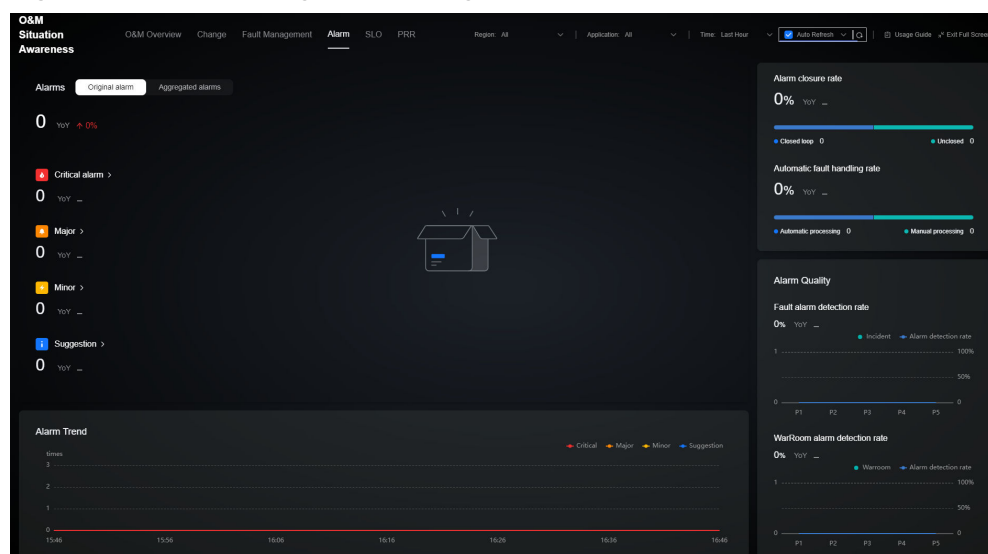 O&M
Situation
Awareness
O&M Overview Change Fault Management Alarm SLO PRR Region: All Application: All Time: Last Hour Auto Refresh Usage Guide Exit Full Scree
Alarms Original alarm Aggregated alarms
0 YoY 0%
Critical alarm >
0 YoY –
Major >
0 YoY –
Minor >
0 YoY –
Suggestion >
0 YoY –
Alarm closure rate
0% YoY –
Closed loop 0 Unclosed 0
Automatic fault handling rate
0% YoY –
Automatic processing 0 Manual processing 0
Alarm Quality
Fault alarm detection rate
0% YoY –
Incident Alarm detection rate
1 100%
50%
0 0
P1 P2 P3 P4 P5
WarRoom alarm detection rate
0% YoY –
Warroom Alarm detection rate
1 100%
50%
0 0
P1 P2 P3 P4 P5
Alarm Trend
Critical Major Minor Suggestion
times
3
2
1
0
15:46 15:56 16:06 16:16 16:26 16:36 16:46